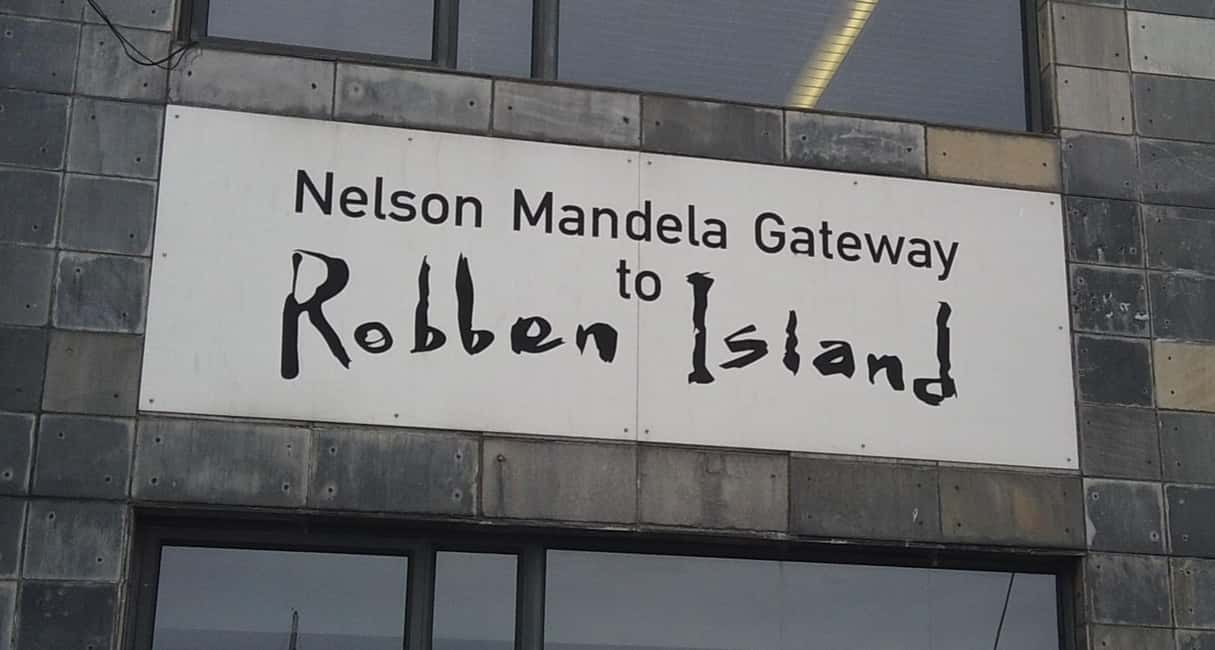 Nelson Mandela Gateway
to
Robben Island